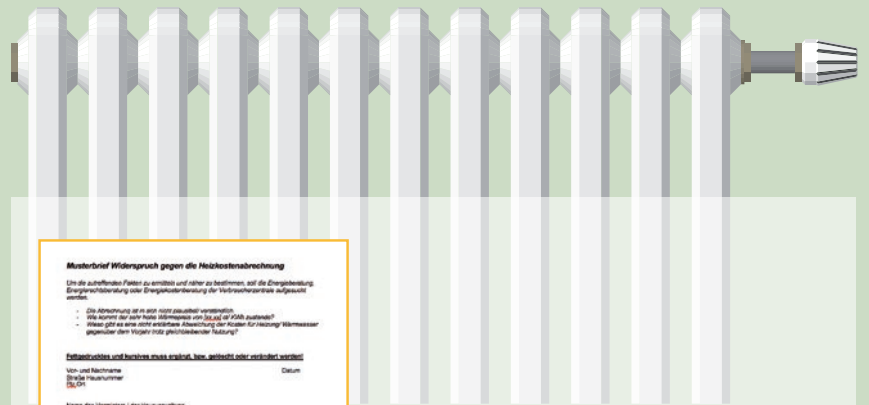 Musterbrief Widerspruch gegen die Heizkostenabrechnung
Um die zutreffenden Fakten zu ermitteln und näher zu bestimmen, soll die Energieberatung,
Energierechtsberatung oder Energiekostenberatung der Verbraucherzentrale aufgesucht
werden.
- Die Abrechnung ist in sich nicht plausibel/ verständlich.
- Wie kommt der sehr hohe Wärmepreis von ct/ KWh zustande?
- Wieso gibt es eine nicht erklärbare Abweichung der Kosten für Heizung/ Warmwasser
gegenüber dem Vorjahr trotz gleichbleibender Nutzung?
Fettgedrucktes und kursives muss ergänzt, bzw. gelöscht oder verändert werden!
Vor- und Nachname Datum
Straße Hausnummer
Plz Ort